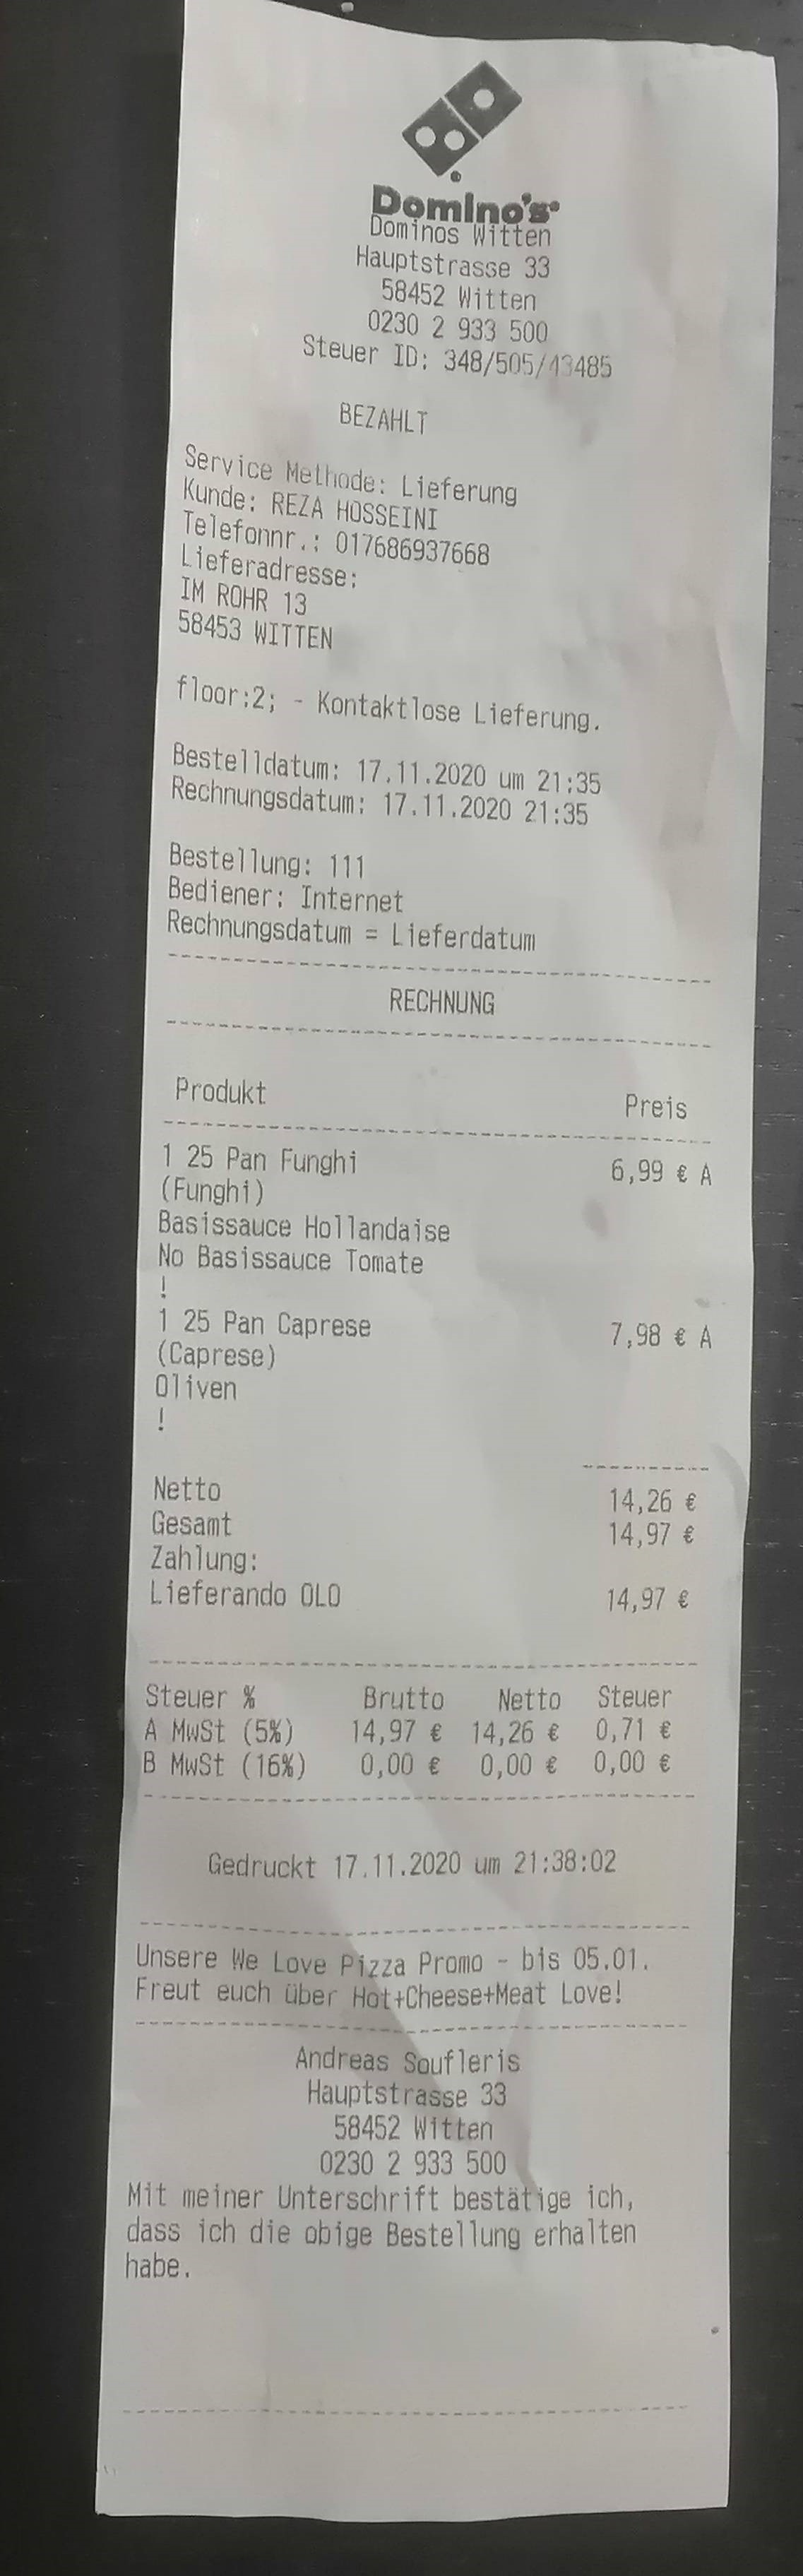 Domino's
Dominos Witten
Hauptstrasse 33
58452 Witten
0230 2 933 500
Steuer ID: 348/505/13485
BEZAHLT
Service Methode: Lieferung
Kunde: REZA HOSSEINI
Telefonnr.: 017686937668
Lieferadresse:
IM ROHR 13
58453 WITTEN
floor:2; - Kontaktlose Lieferung.
Bestelldatum: 17.11.2020 um 21:35
Rechnungsdatum: 17.11.2020 21:35
Bestellung: 111
Bediener: Internet
Rechnungsdatum = Lieferdatum
RECHNUNG
Produkt Preis
1 25 Pan Funghi 6,99 € A
(Funghi)
Basissauce Hollandaise
No Basissauce Tomate
!
1 25 Pan Caprese 7,98 € A
(Caprese)
Oliven
!
Netto 14,26 €
Gesamt 14,97 €
Zahlung:
Lieferando OLO 14,97 €
Steuer % Brutto Netto Steuer
A MwSt (5%) 14,97 € 14,26 € 0,71 €
B MwSt (16%) 0,00 € 0,00 € 0,00 €
Gedruckt 17.11.2020 um 21:38:02
Unsere We Love Pizza Promo - bis 05.01.
Freut euch über Hot+Cheese+Meat Love!
Andreas Soufleris
Hauptstrasse 33
58452 Witten
0230 2 933 500
Mit meiner Unterschrift bestätige ich,
dass ich die obige Bestellung erhalten
habe.